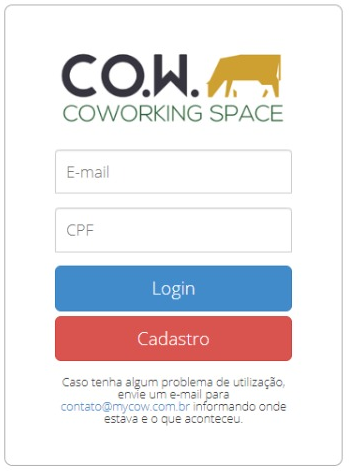 CO.W.
COWORKING SPACE
E-mail
CPF
Login
Cadastro
Caso tenha algum problema de utilização,
envie um e-mail para
contato@mycow.com.br informando onde
estava e o que aconteceu.